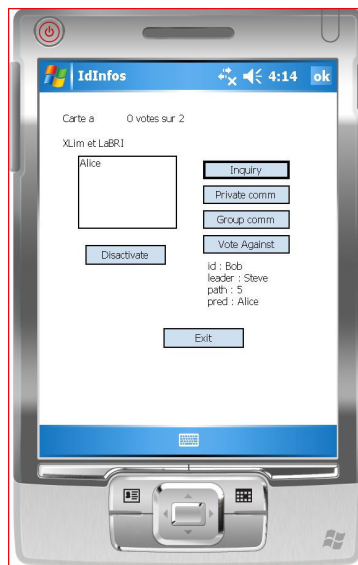 IdInfos 4:14 ok
Carte a 0 votes sur 2
XLim et LaBRI
Alice
Inquiry
Private comm
Group comm
Vote Against
Disactivate
id : Bob
leader : Steve
path : 5
pred : Alice
Exit